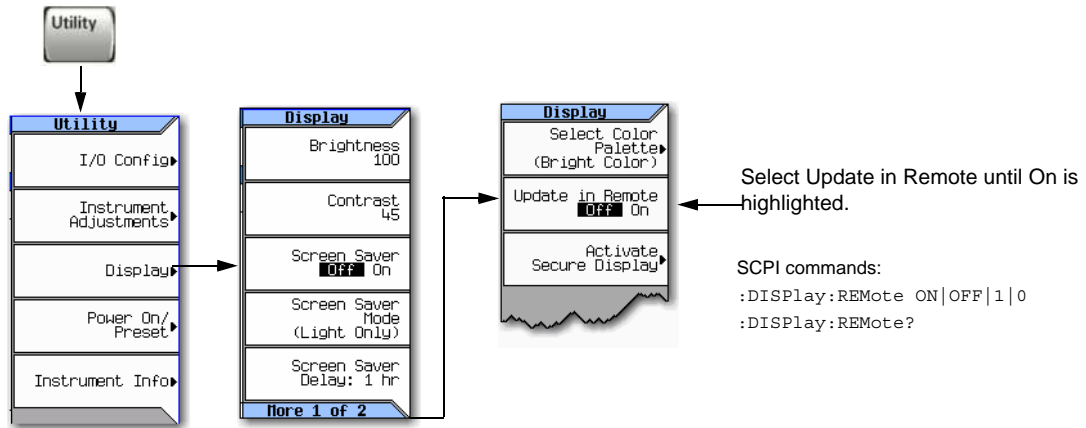 Utility
Utility
I/O Config
Instrument
Adjustments
Display
Power On/
Preset
Instrument Info
Display
Brightness
100
Contrast
45
Screen Saver
Off On
Screen Saver
Mode
(Light Only)
Screen Saver
Delay: 1 hr
More 1 of 2
Display
Select Color
Palette
(Bright Color)
Update in Remote
Off On
Activate
Secure Display
Select Update in Remote until On is
highlighted.
SCPI commands:
:DISPlay:REMote ON|OFF|1|0
:DISPlay:REMote?